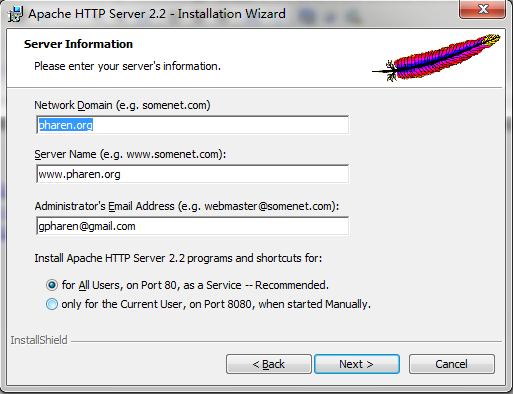 Apache HTTP Server 2.2 - Installation Wizard
Server Information
Please enter your server's information.
Network Domain (e.g. somenet.com)
pharen.org
Server Name (e.g. www.somenet.com):
www.pharen.org
Administrator's Email Address (e.g. webmaster@somenet.com):
gpharen@gmail.com
Install Apache HTTP Server 2.2 programs and shortcuts for:
for All Users, on Port 80, as a Service -- Recommended.
only for the Current User, on Port 8080, when started Manually.
InstallShield
< Back Next > Cancel